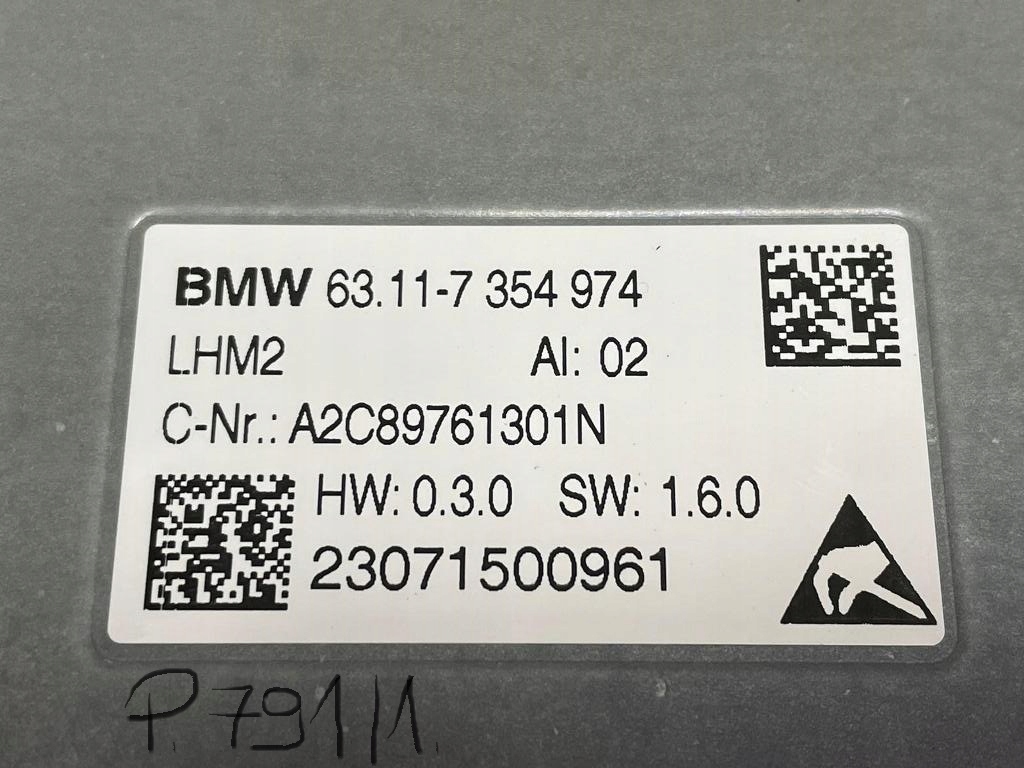 BMW 63.11-7 354 974
LHM2 AI: 02
C-Nr.: A2C89761301N
HW: 0.3.0 SW: 1.6.0
23071500961
P.791/1.